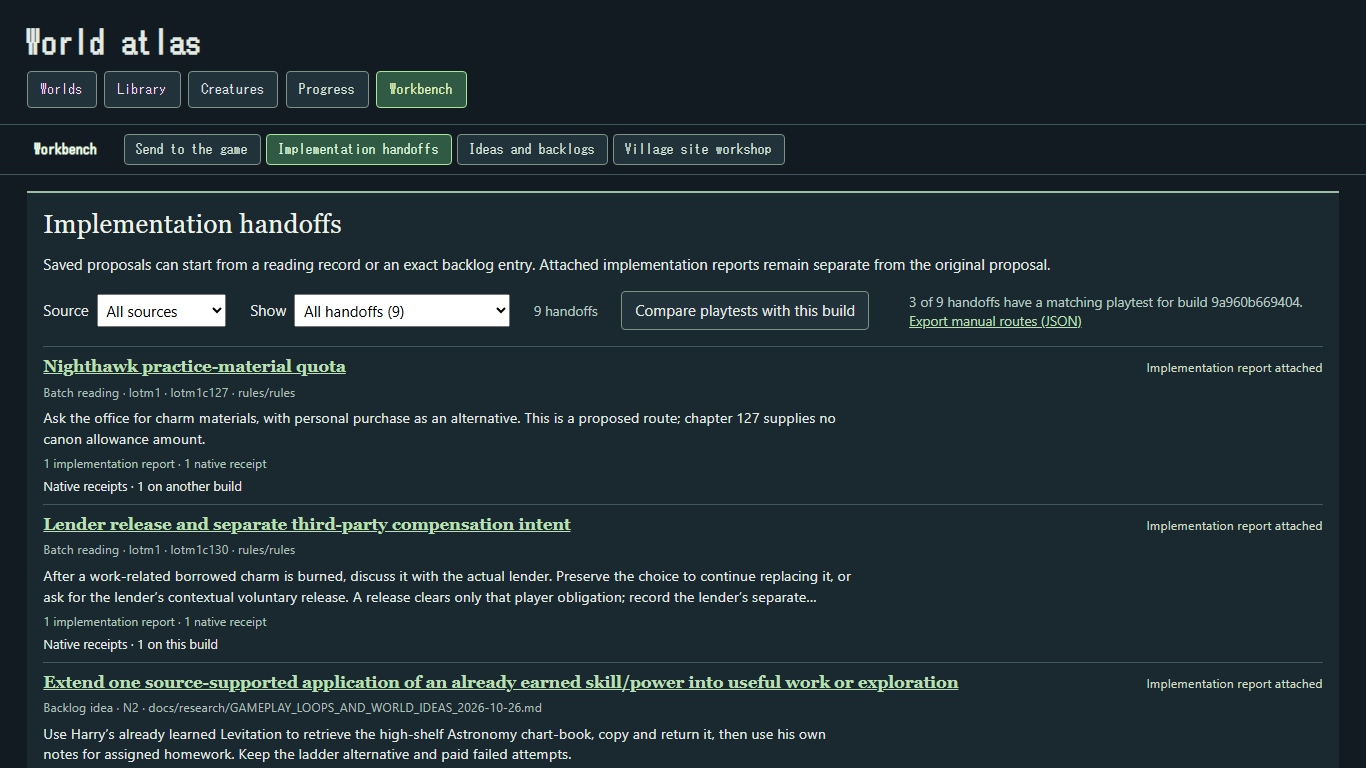 World atlas
Worlds Library Creatures Progress Workbench
Workbench Send to the game Implementation handoffs Ideas and backlogs Village site workshop
Implementation handoffs
Saved proposals can start from a reading record or an exact backlog entry. Attached implementation reports remain separate from the original proposal.
Source All sources Show All handoffs (9) 9 handoffs Compare playtests with this build
3 of 9 handoffs have a matching playtest for build 9a960b669404.
Export manual routes (JSON)
Nighthawk practice-material quota
Implementation report attached
Batch reading · lotm1 · lotm1c127 · rules/rules
Ask the office for charm materials, with personal purchase as an alternative. This is a proposed route; chapter 127 supplies no
canon allowance amount.
1 implementation report · 1 native receipt
Native receipts · 1 on another build
Lender release and separate third-party compensation intent
Implementation report attached
Batch reading · lotm1 · lotm1c130 · rules/rules
After a work-related borrowed charm is burned, discuss it with the actual lender. Preserve the choice to continue replacing it, or
ask for the lender’s contextual voluntary release. A release clears only that player obligation; record the lender’s separate…
1 implementation report · 1 native receipt
Native receipts · 1 on this build
Extend one source-supported application of an already earned skill/power into useful work or exploration
Implementation report attached
Backlog idea · N2 · docs/research/GAMEPLAY_LOOPS_AND_WORLD_IDEAS_2026-10-26.md
Use Harry’s already learned Levitation to retrieve the high-shelf Astronomy chart-book, copy and return it, then use his own
notes for assigned homework. Keep the ladder alternative and paid failed attempts.